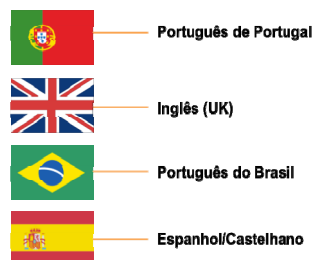 Português de Portugal
Inglês (UK)
Português do Brasil
Espanhol/Castelhano